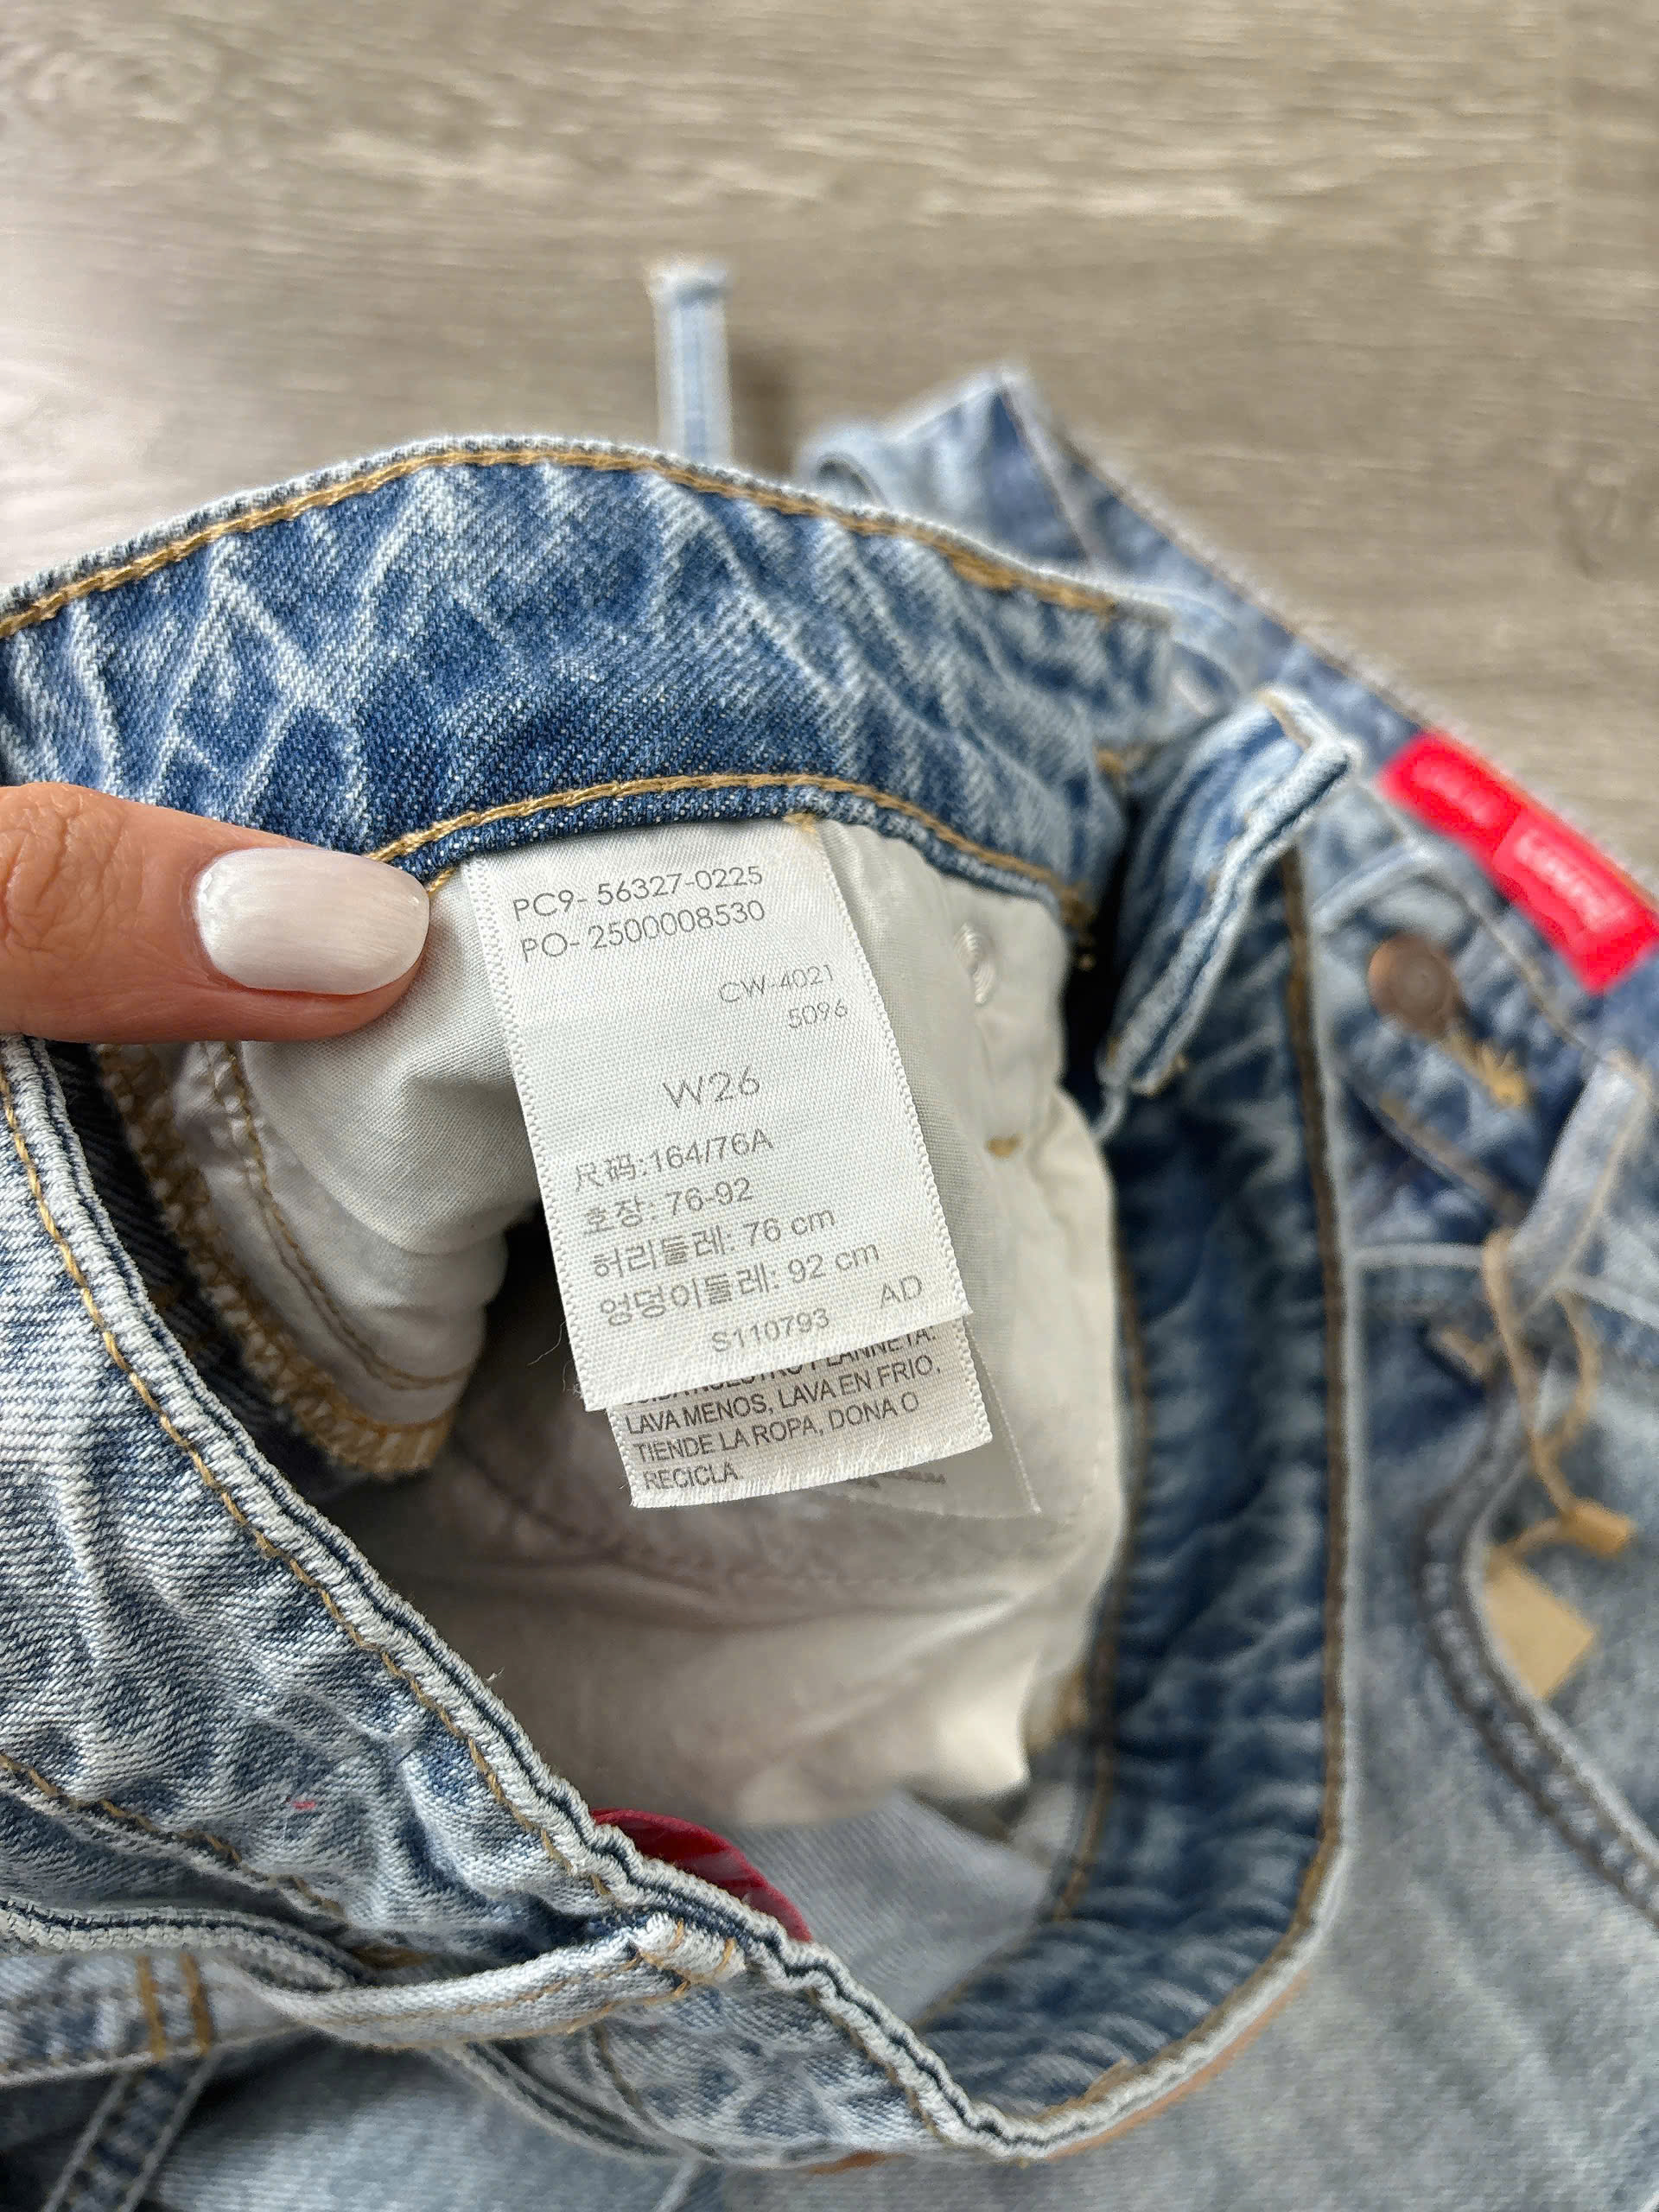 PC9- 56327-0225
PO- 2500008530
CW-4021
5096
W26
尺码:164/76A
호장: 76-92
허리둘레: 76 cm
엉덩이둘레: 92 cm
AD
S110793
LAVA MENOS, LAVA EN FRIO,
TIENDE LA ROPA, DONA O
RECICLA.